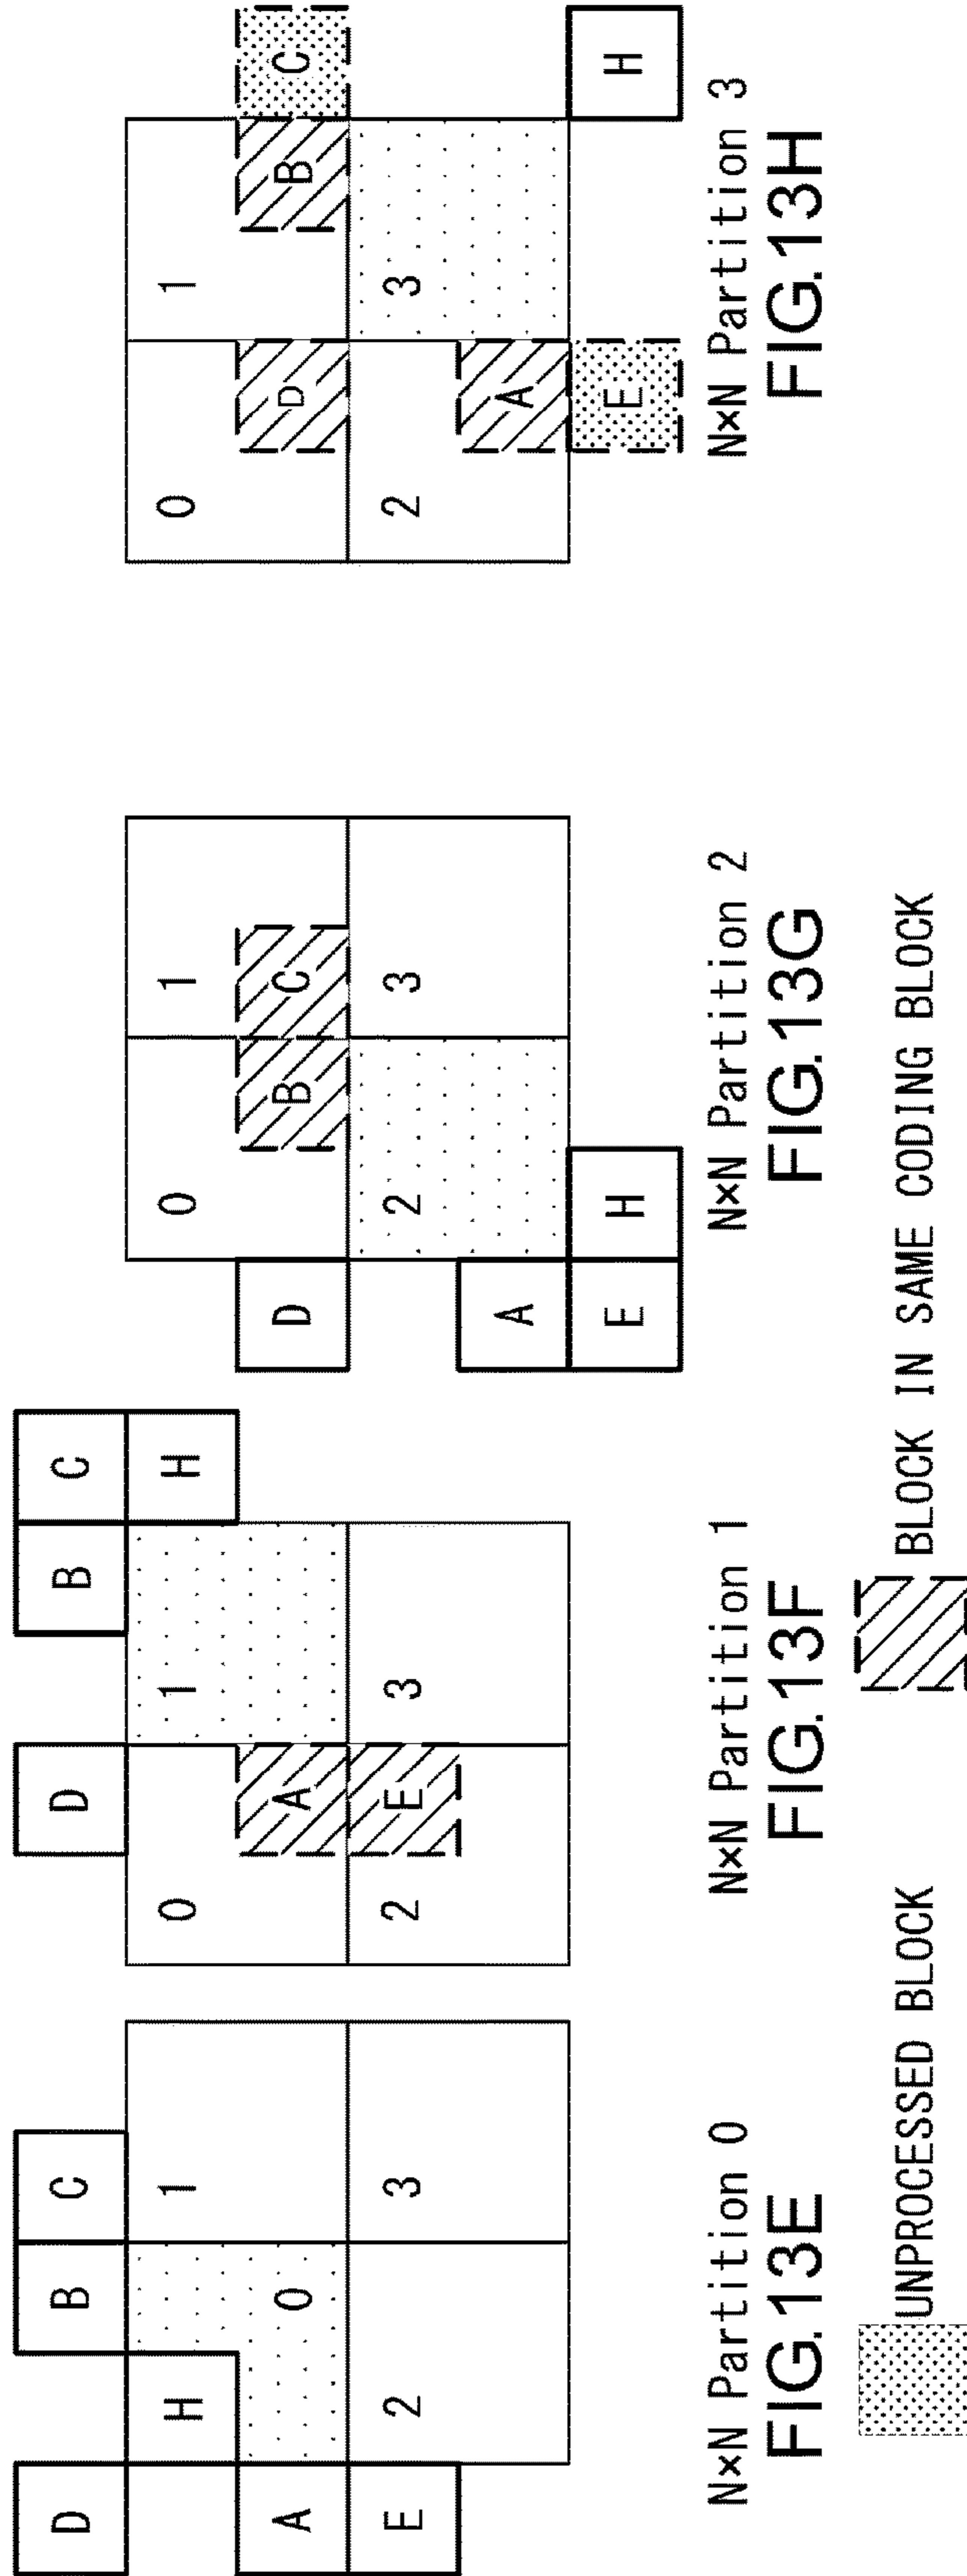 D B C
H 1
A 0
E 2 3
N×N Partition 0
FIG.13E
D B C
0 1 H
A
2 E 3
N×N Partition 1
FIG.13F
0 1
D B C
2 3
A
E H
N×N Partition 2
FIG.13G
0 1
D B C
2 3
A
E H
N×N Partition 3
FIG.13H
UNPROCESSED BLOCK
BLOCK IN SAME CODING BLOCK